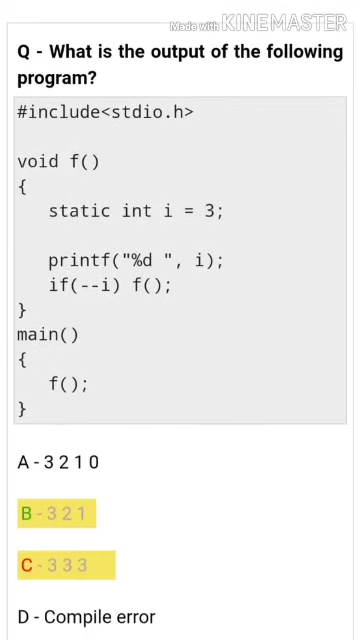 Made with KINEMASTER
Q - What is the output of the following
program?
#include<stdio.h>
void f()
{
static int i = 3;
printf("%d ", i);
if(--i) f();
}
main()
{
f();
}
A - 3 2 1 0
B - 3 2 1
C - 3 3 3
D - Compile error